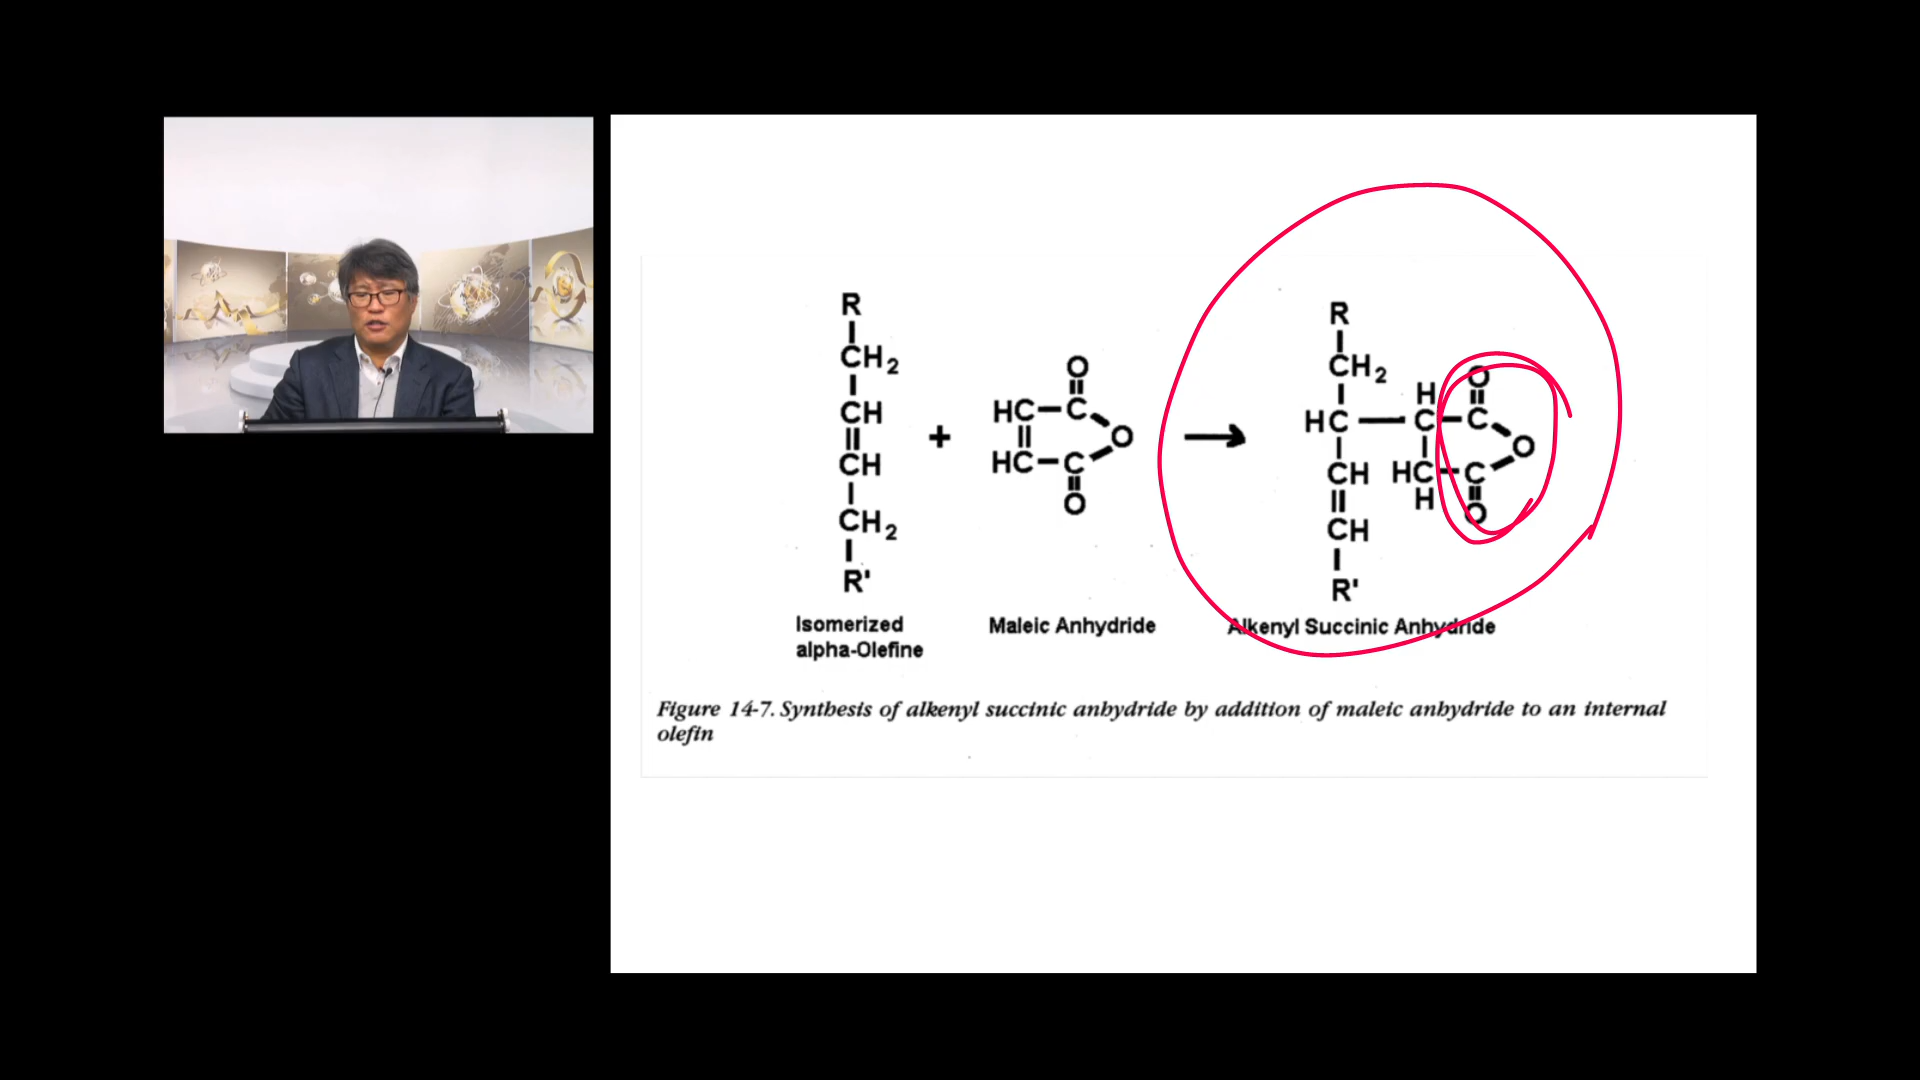 R
CH2
CH
CH
CH2
R'
+
O
HC C
O
HC C
O
R
CH2
H O
HC C C
O
CH HC C
H O
CH
R'
Isomerized
alpha-Olefine
Maleic Anhydride
Alkenyl Succinic Anhydride
Figure 14-7. Synthesis of alkenyl succinic anhydride by addition of maleic anhydride to an internal
olefin